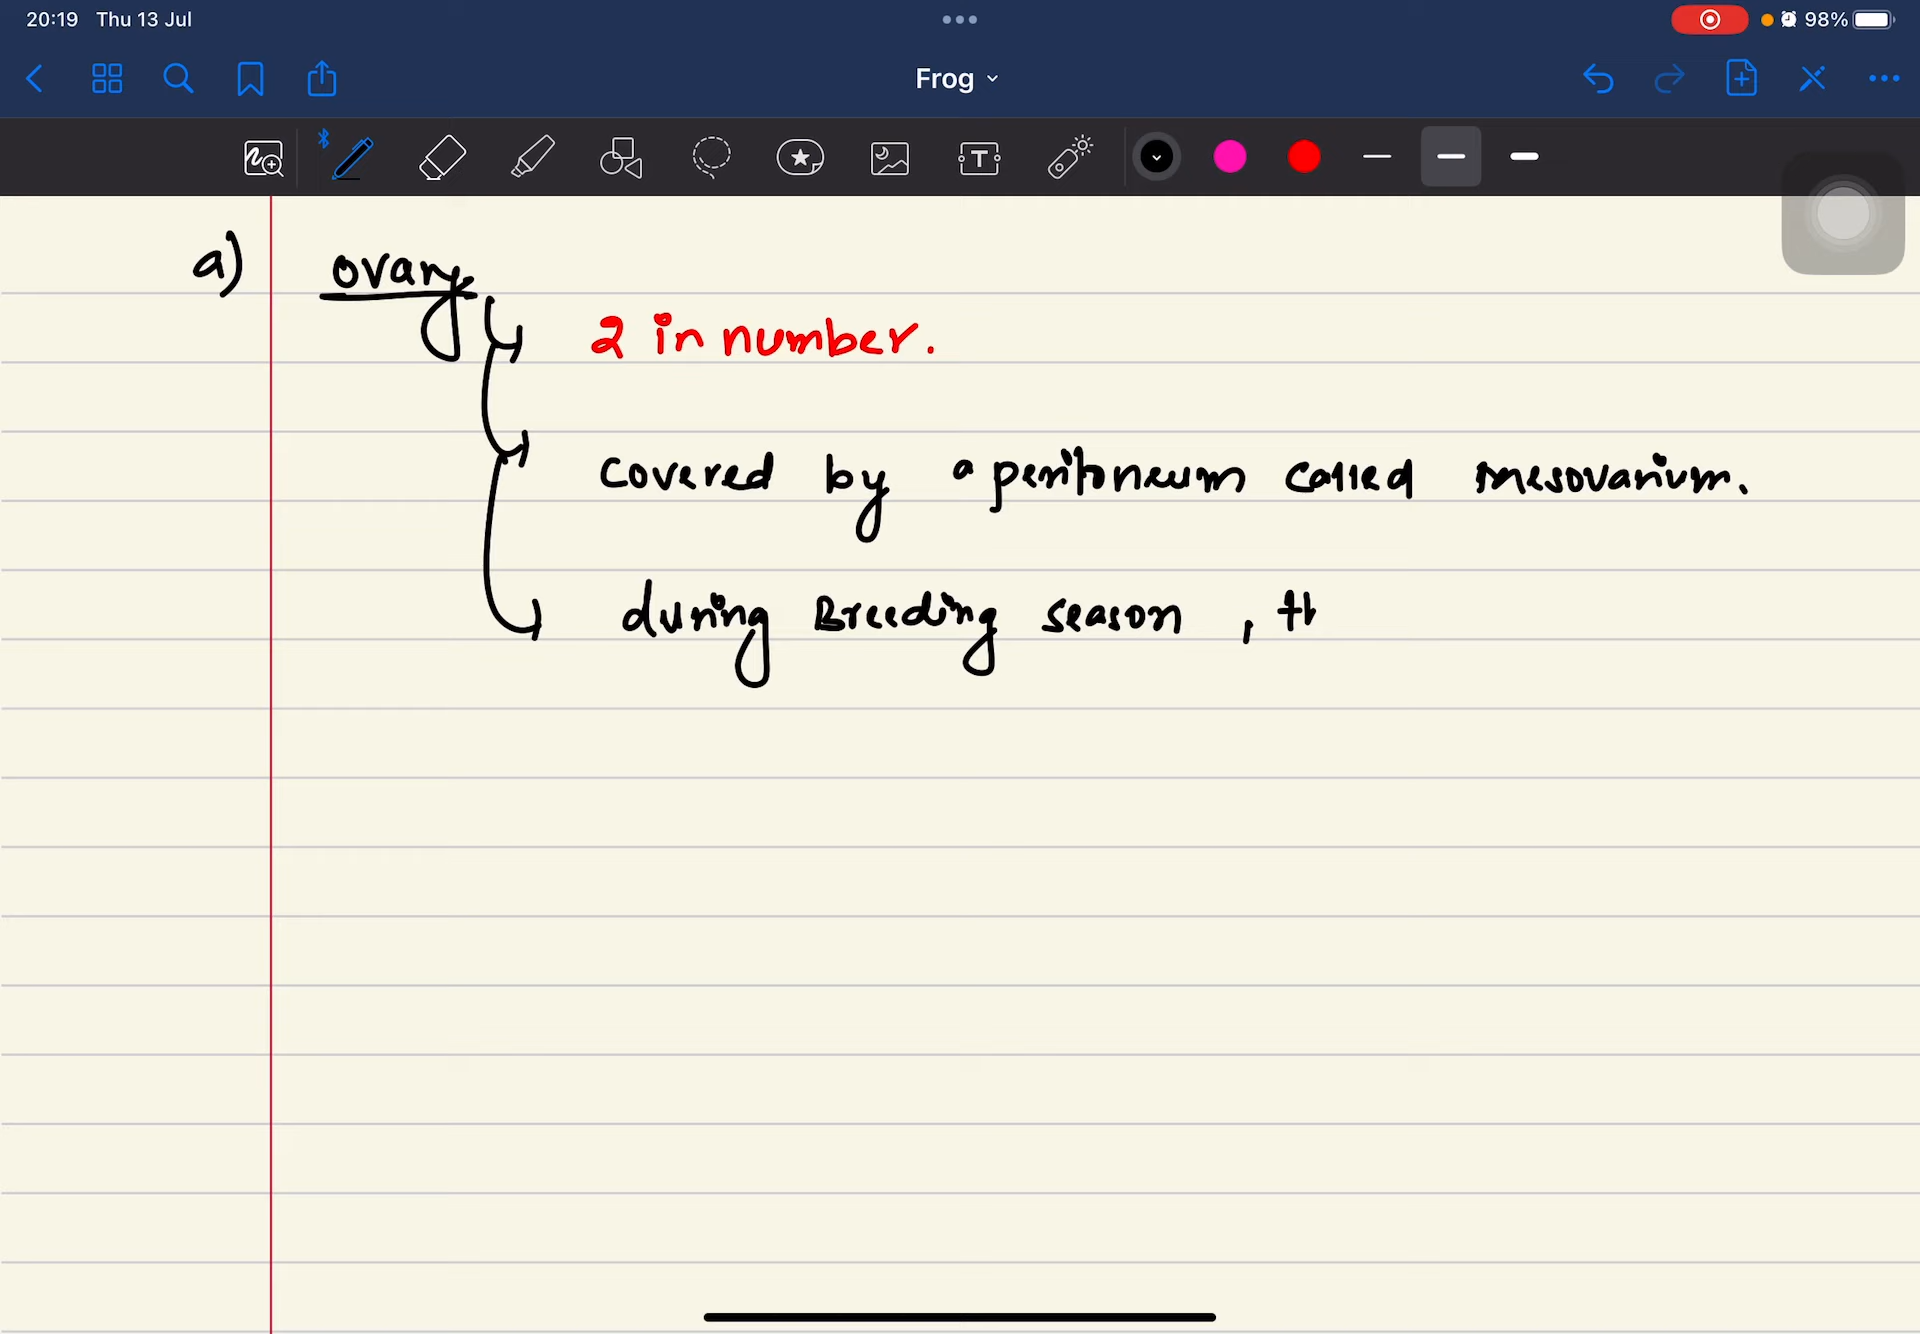 20:19 Thu 13 Jul 98%
Frog
T
a) ovary
2 in number.
covered by a peritoneum called mesovarium.
during Breeding season , th